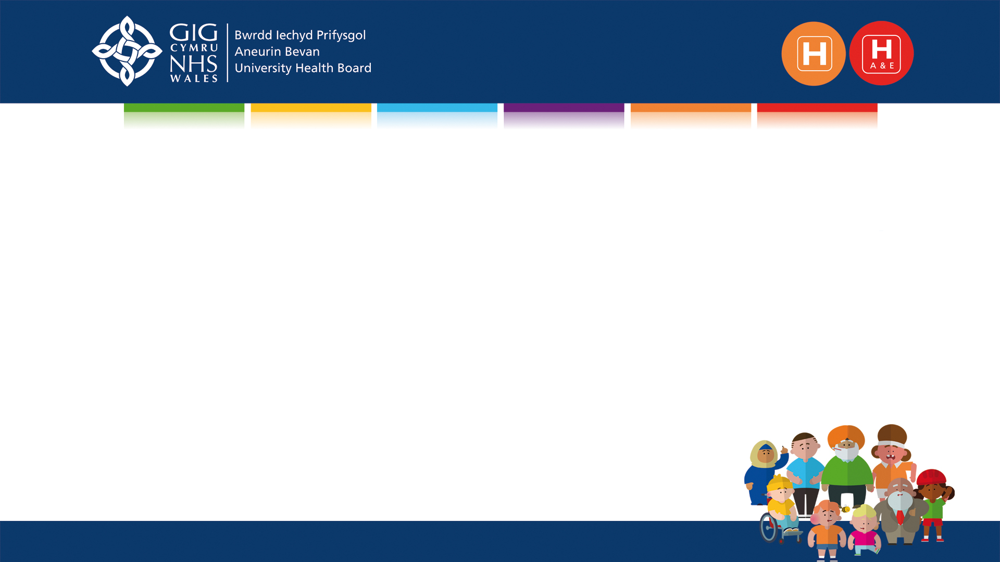 GIG
CYMRU
NHS
WALES
Bwrdd Iechyd Prifysgol
Aneurin Bevan
University Health Board
H
H
A & E